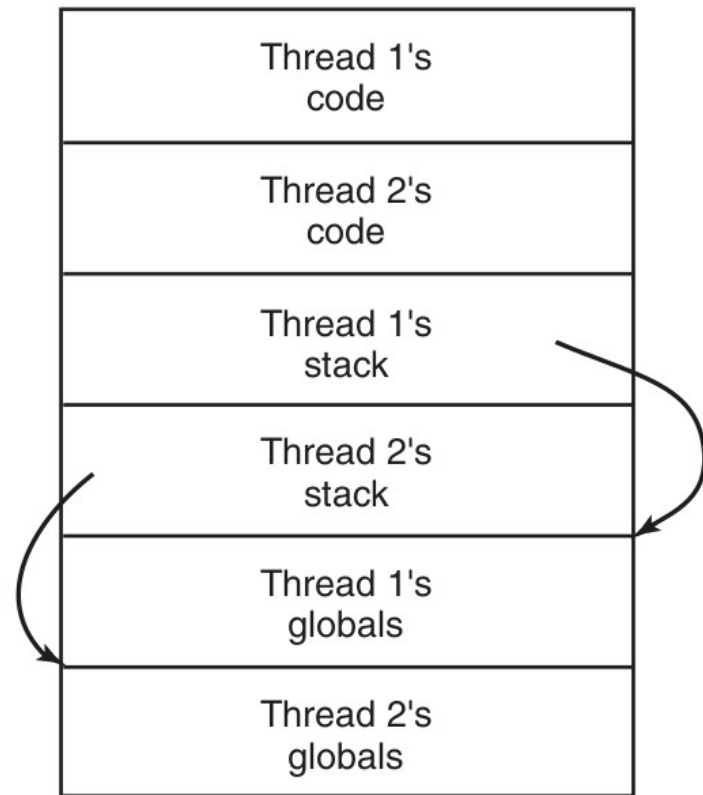 Thread 1's
code
Thread 2's
code
Thread 1's
stack
Thread 2's
stack
Thread 1's
globals
Thread 2's
globals